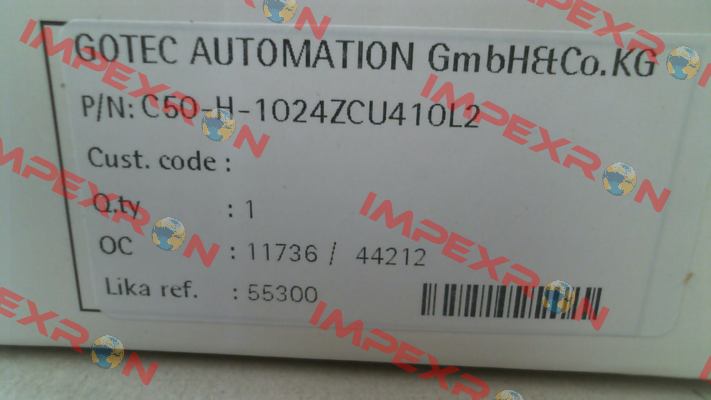 GOTEC AUTOMATION GmbH&Co.KG
P/N: C50-H-1024ZCU410L2
Cust. code :
Q.ty : 1
OC : 11736 / 44212
Lika ref. : 55300
IMPEXRON
IMPEXRON
IMPEXRON
IMPEXRON
IMPEXRON
IMPEXRON